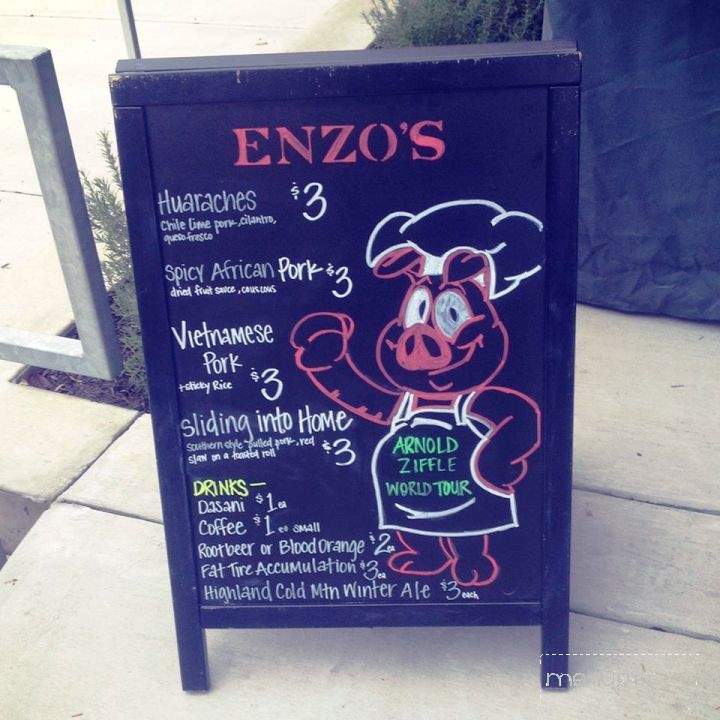 ENZO'S
Huaraches $3
Chile Lime pork, cilantro,
queso fresco
Spicy African Pork $3
dried fruit sauce, couscous
Vietnamese
Pork
+sticky Rice $3
Sliding into Home
southern style pulled pork, red
slaw on a toasted roll $3
ARNOLD
ZIFFLE
WORLD TOUR
DRINKS—
Dasani $1 ea
Coffee $1 ea small
Rootbeer or Blood Orange $2 ea
Fat Tire Accumulation $3 ea
Highland Cold Mtn Winter Ale $3 each